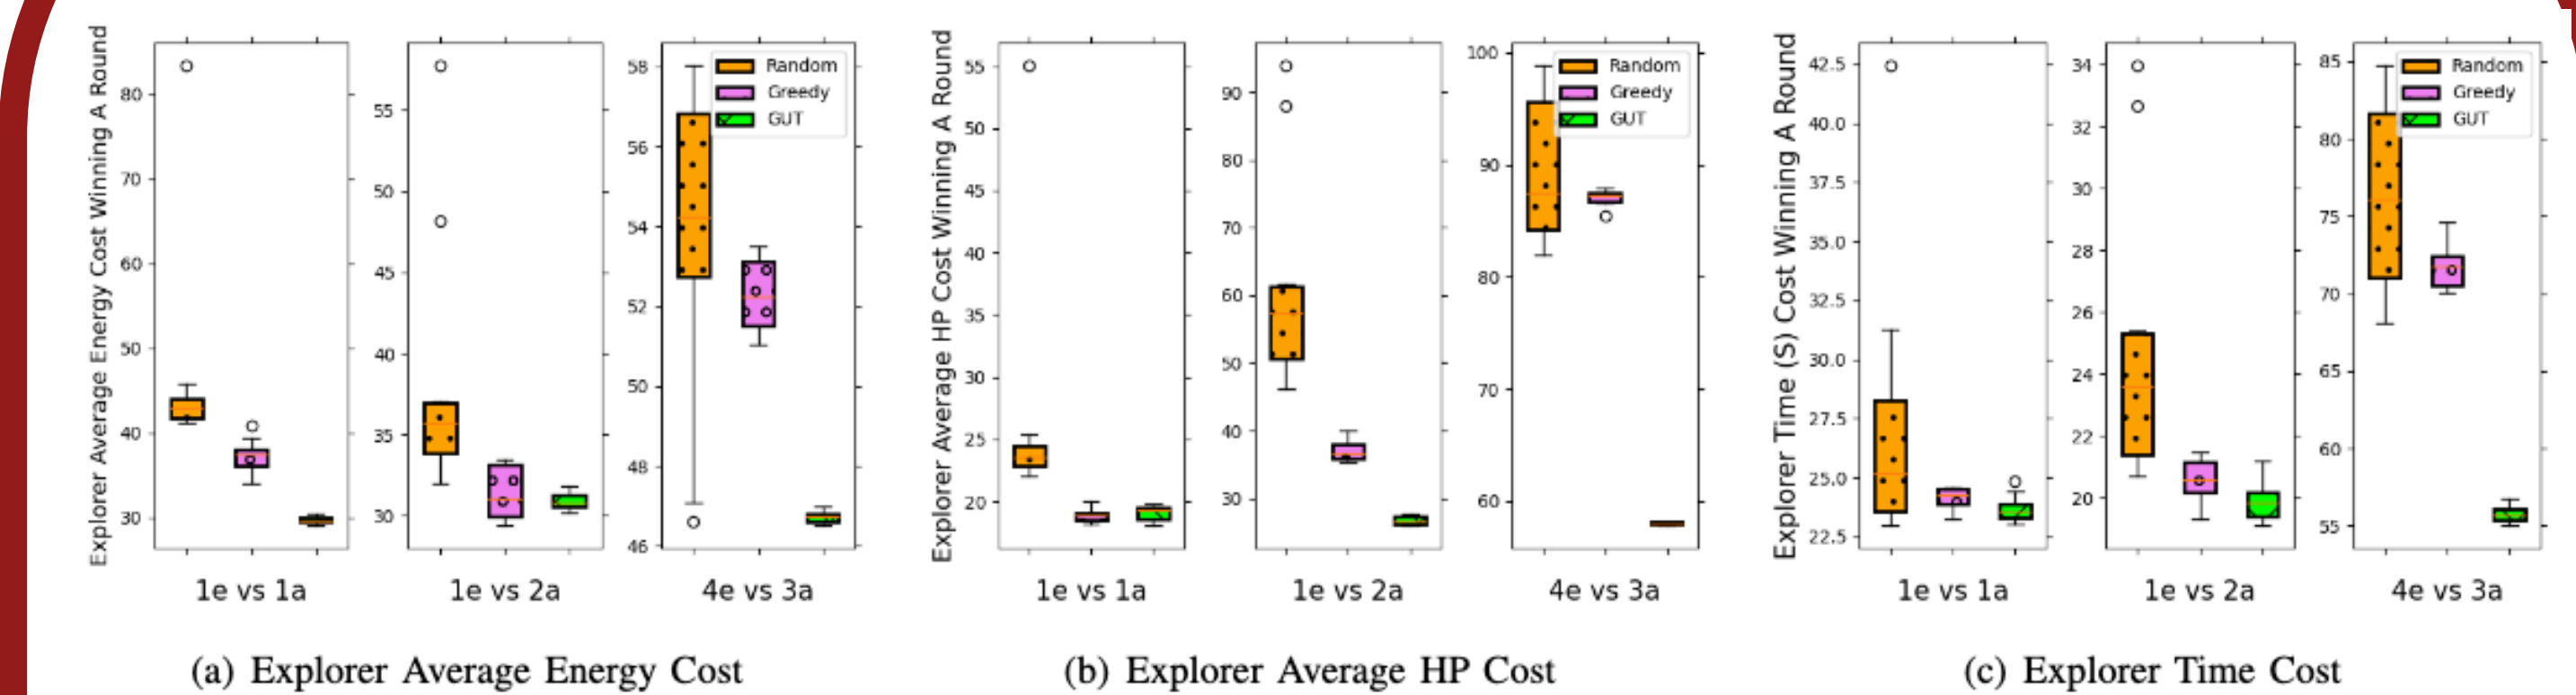 Explorer Average Energy Cost Winning A Round
80
70
60
50
40
30
1e vs 1a
55
50
45
40
35
30
1e vs 2a
58
56
54
52
50
48
46
Random
Greedy
GUT
4e vs 3a
(a) Explorer Average Energy Cost
Explorer Average HP Cost Winning A Round
55
50
45
40
35
30
25
20
1e vs 1a
90
80
70
60
50
40
30
1e vs 2a
100
90
80
70
60
Random
Greedy
GUT
4e vs 3a
(b) Explorer Average HP Cost
Explorer Time (S) Cost Winning A Round
42.5
40.0
37.5
35.0
32.5
30.0
27.5
25.0
22.5
1e vs 1a
34
32
30
28
26
24
22
20
1e vs 2a
85
80
75
70
65
60
55
Random
Greedy
GUT
4e vs 3a
(c) Explorer Time Cost